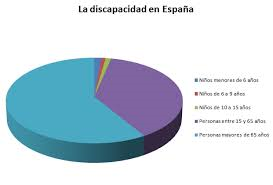 La discapacidad en España
Niños menores de 6 años
Niños de 6 a 9 años
Niños de 10 a 15 años
Personas entre 15 y 65 años
Personas mayores de 65 años